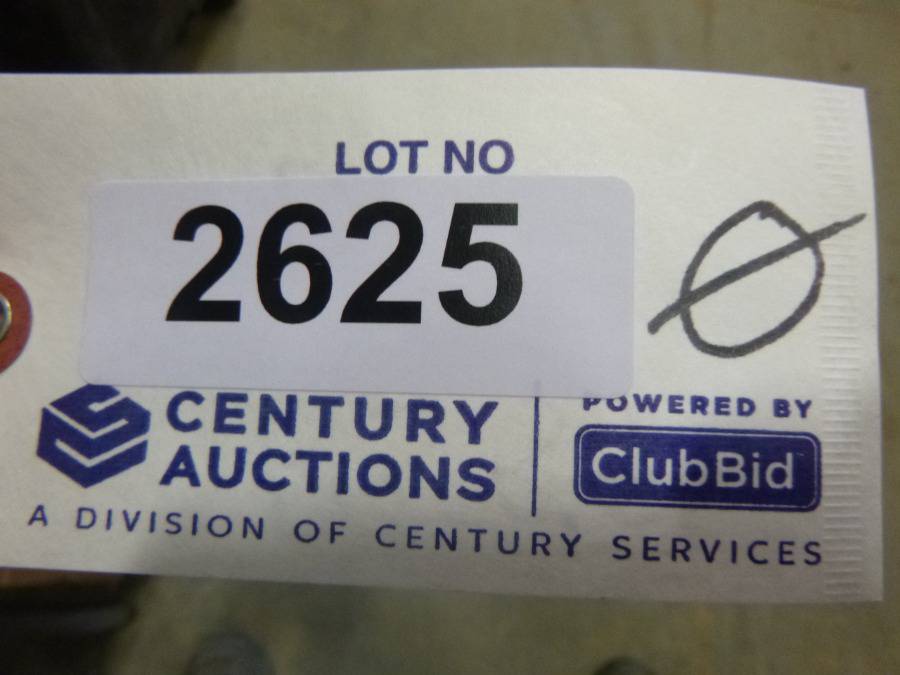 LOT NO
2625
Ø
CENTURY
AUCTIONS
POWERED BY
ClubBid
A DIVISION OF CENTURY SERVICES